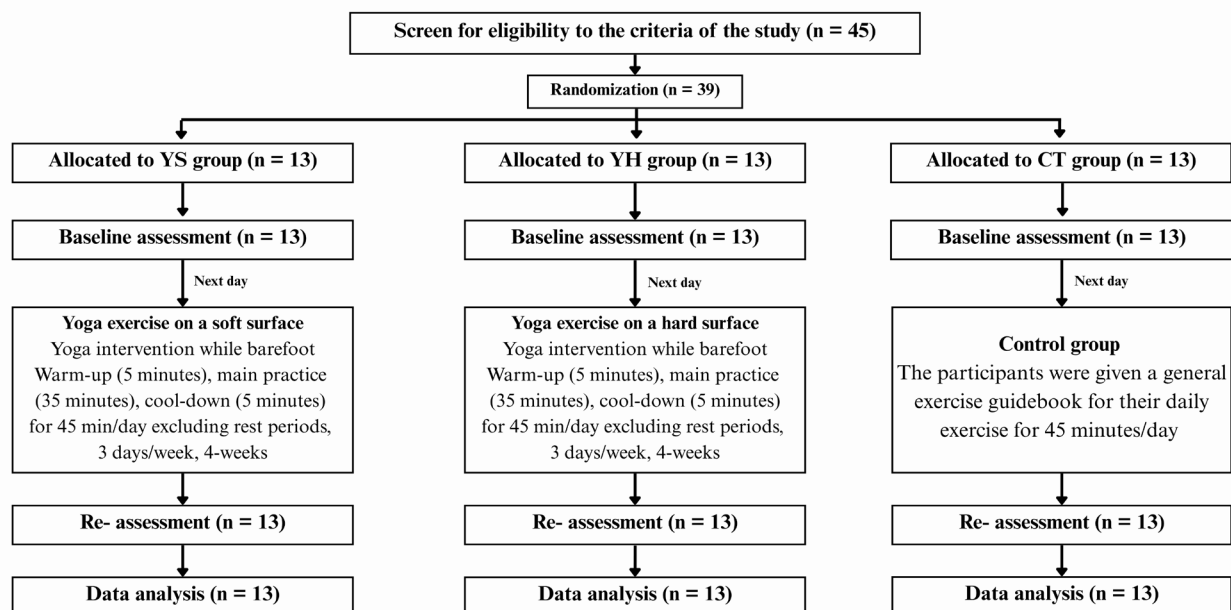 Screen for eligibility to the criteria of the study (n = 45)
Randomization (n = 39)
Allocated to YS group (n = 13)
Allocated to YH group (n = 13)
Allocated to CT group (n = 13)
Baseline assessment (n = 13)
Baseline assessment (n = 13)
Baseline assessment (n = 13)
Next day
Next day
Next day
Yoga exercise on a soft surface
Yoga intervention while barefoot
Warm-up (5 minutes), main practice
(35 minutes), cool-down (5 minutes)
for 45 min/day excluding rest periods,
3 days/week, 4-weeks
Yoga exercise on a hard surface
Yoga intervention while barefoot
Warm-up (5 minutes), main practice
(35 minutes), cool-down (5 minutes)
for 45 min/day excluding rest periods,
3 days/week, 4-weeks
Control group
The participants were given a general
exercise guidebook for their daily
exercise for 45 minutes/day
Re- assessment (n = 13)
Re- assessment (n = 13)
Re- assessment (n = 13)
Data analysis (n = 13)
Data analysis (n = 13)
Data analysis (n = 13)